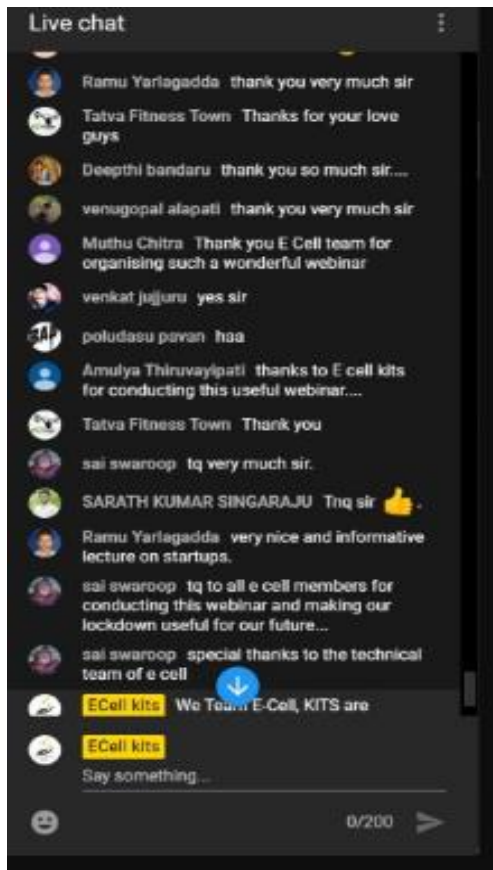 Live chat
Ramu Yarlagadda thank you very much sir
Tatva Fitness Town Thanks for your love
guys
Deepthi bandaru thank you so much sir....
venugopal alapati thank you very much sir
Muthu Chitra Thank you E Cell team for
organising such a wonderful webinar
venkat jujjuru yes sir
poludasu pavan haa
Amulya Thiruvayipati thanks to E cell kits
for conducting this useful webinar....
Tatva Fitness Town Thank you
sai swaroop tq very much sir.
SARATH KUMAR SINGARAJU Tnq sir 👍.
Ramu Yarlagadda very nice and informative
lecture on startups.
sai swaroop tq to all e cell members for
conducting this webinar and making our
lockdown useful for our future...
sai swaroop special thanks to the technical
team of e cell
ECell kits We Team E-Cell, KITS are
ECell kits
Say something...
0/200